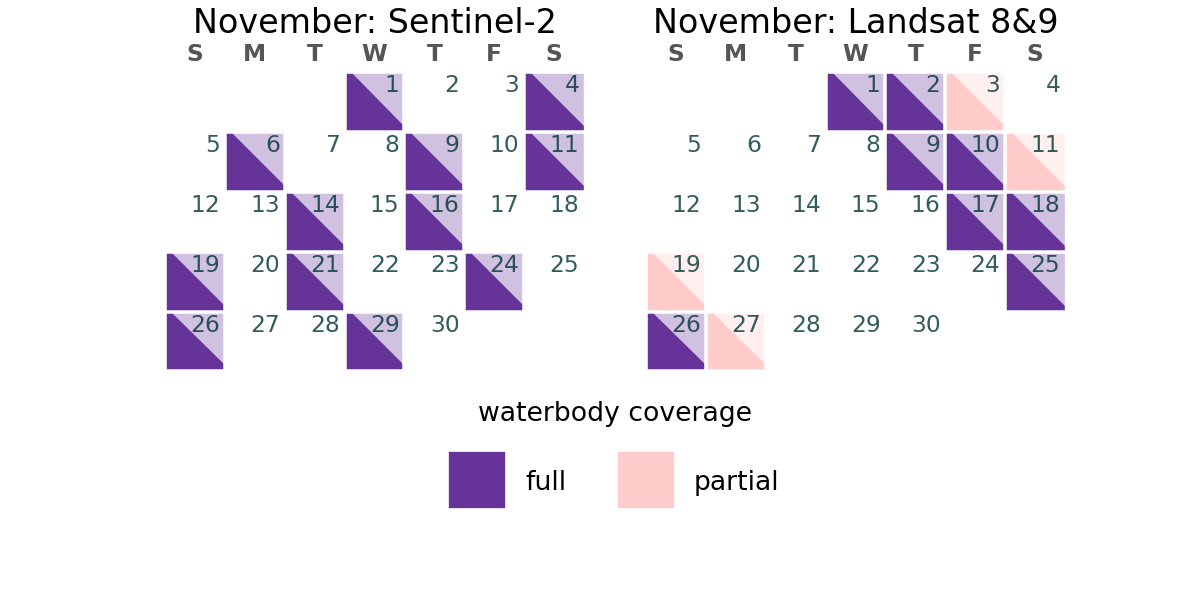 November: Sentinel-2
S M T W T F S
1 2 3 4
5 6 7 8 9 10 11
12 13 14 15 16 17 18
19 20 21 22 23 24 25
26 27 28 29 30
November: Landsat 8&9
S M T W T F S
1 2 3 4
5 6 7 8 9 10 11
12 13 14 15 16 17 18
19 20 21 22 23 24 25
26 27 28 29 30
waterbody coverage
full partial